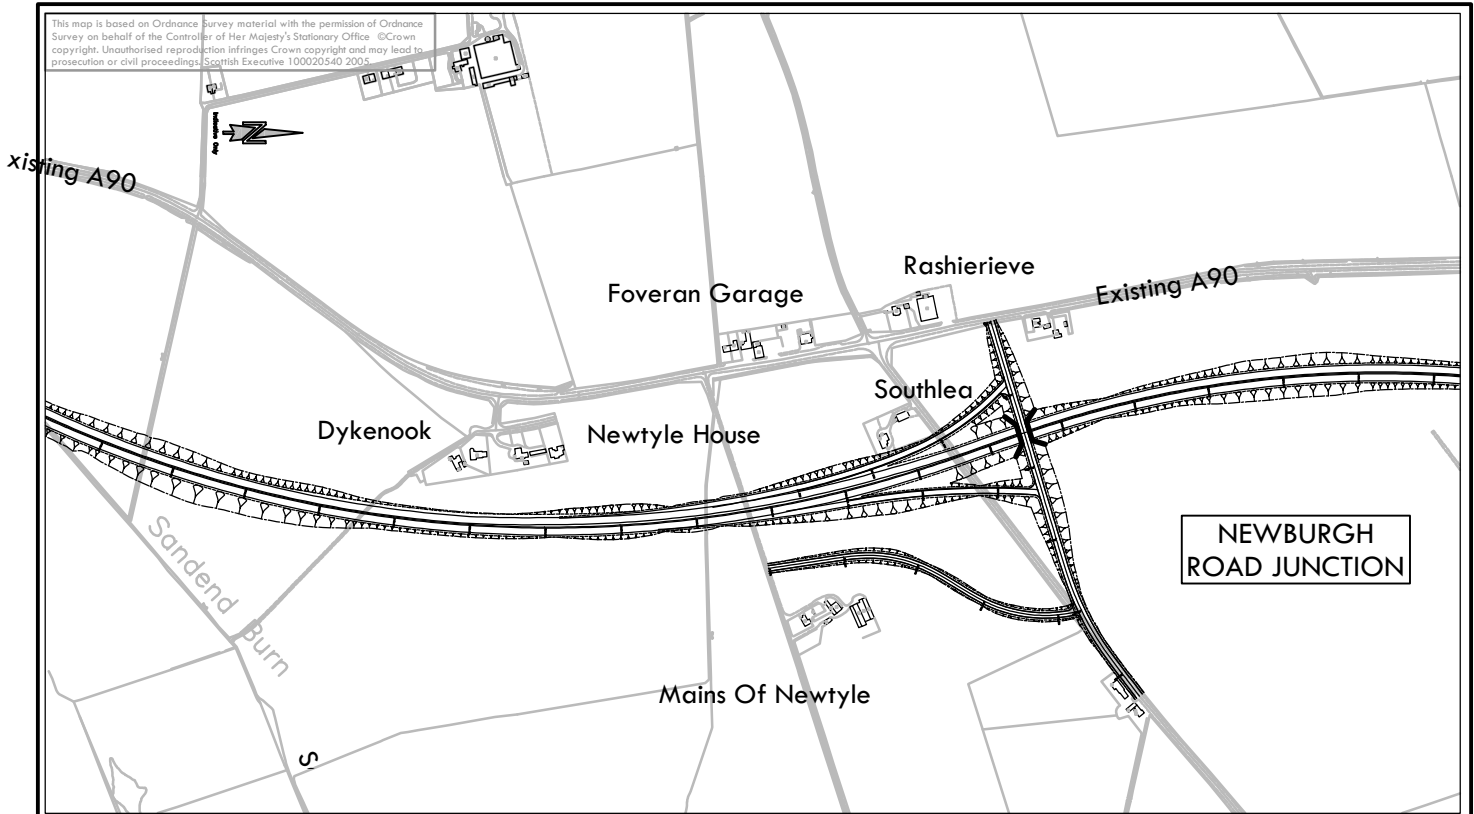 This map is based on Ordnance Survey material with the permission of Ordnance
Survey on behalf of the Controller of Her Majesty's Stationary Office ©Crown
copyright. Unauthorised reproduction infringes Crown copyright and may lead to
prosecution or civil proceedings. Scottish Executive 100020540 2005
Indicative Only
xisting A90
Rashierieve
Existing A90
Foveran Garage
Southlea
Dykenook
Newtyle House
Sandend Burn
NEWBURGH
ROAD JUNCTION
Mains Of Newtyle
S